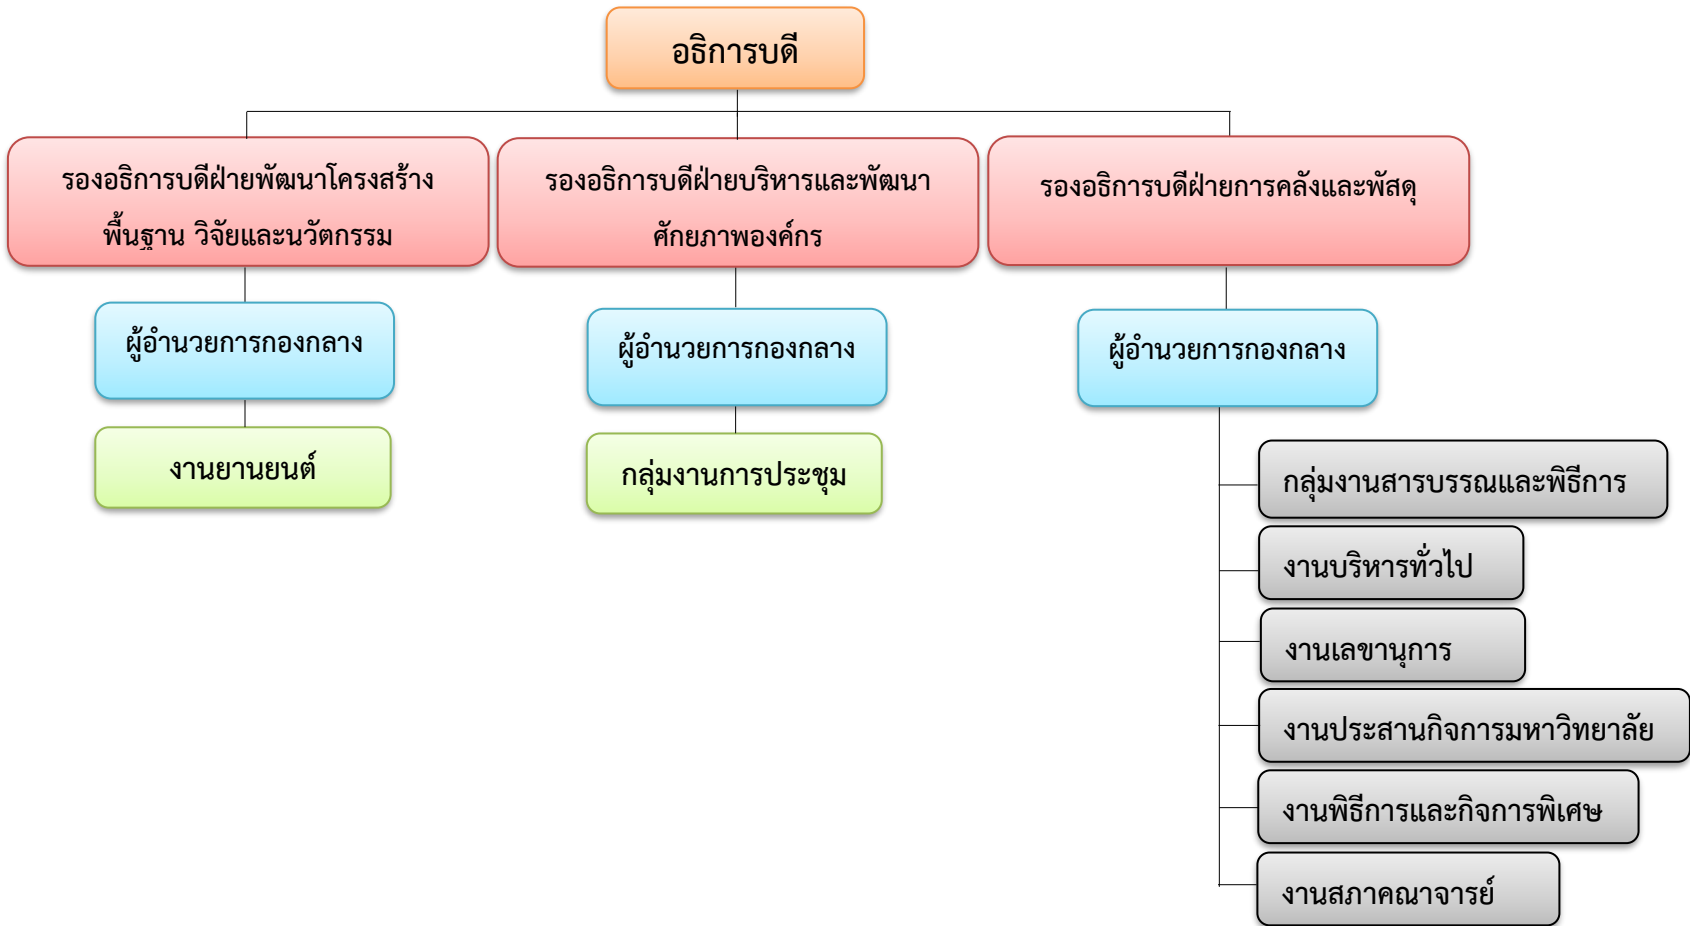 อธิการบดี
รองอธิการบดีฝ่ายพัฒนาโครงสร้าง
พื้นฐาน วิจัยและนวัตกรรม
รองอธิการบดีฝ่ายบริหารและพัฒนา
ศักยภาพองค์กร
รองอธิการบดีฝ่ายการคลังและพัสดุ
ผู้อำนวยการกองกลาง
ผู้อำนวยการกองกลาง
ผู้อำนวยการกองกลาง
งานยานยนต์
กลุ่มงานการประชุม
กลุ่มงานสารบรรณและพิธีการ
งานบริหารทั่วไป
งานเลขานุการ
งานประสานกิจการมหาวิทยาลัย
งานพิธีการและกิจการพิเศษ
งานสภาคณาจารย์